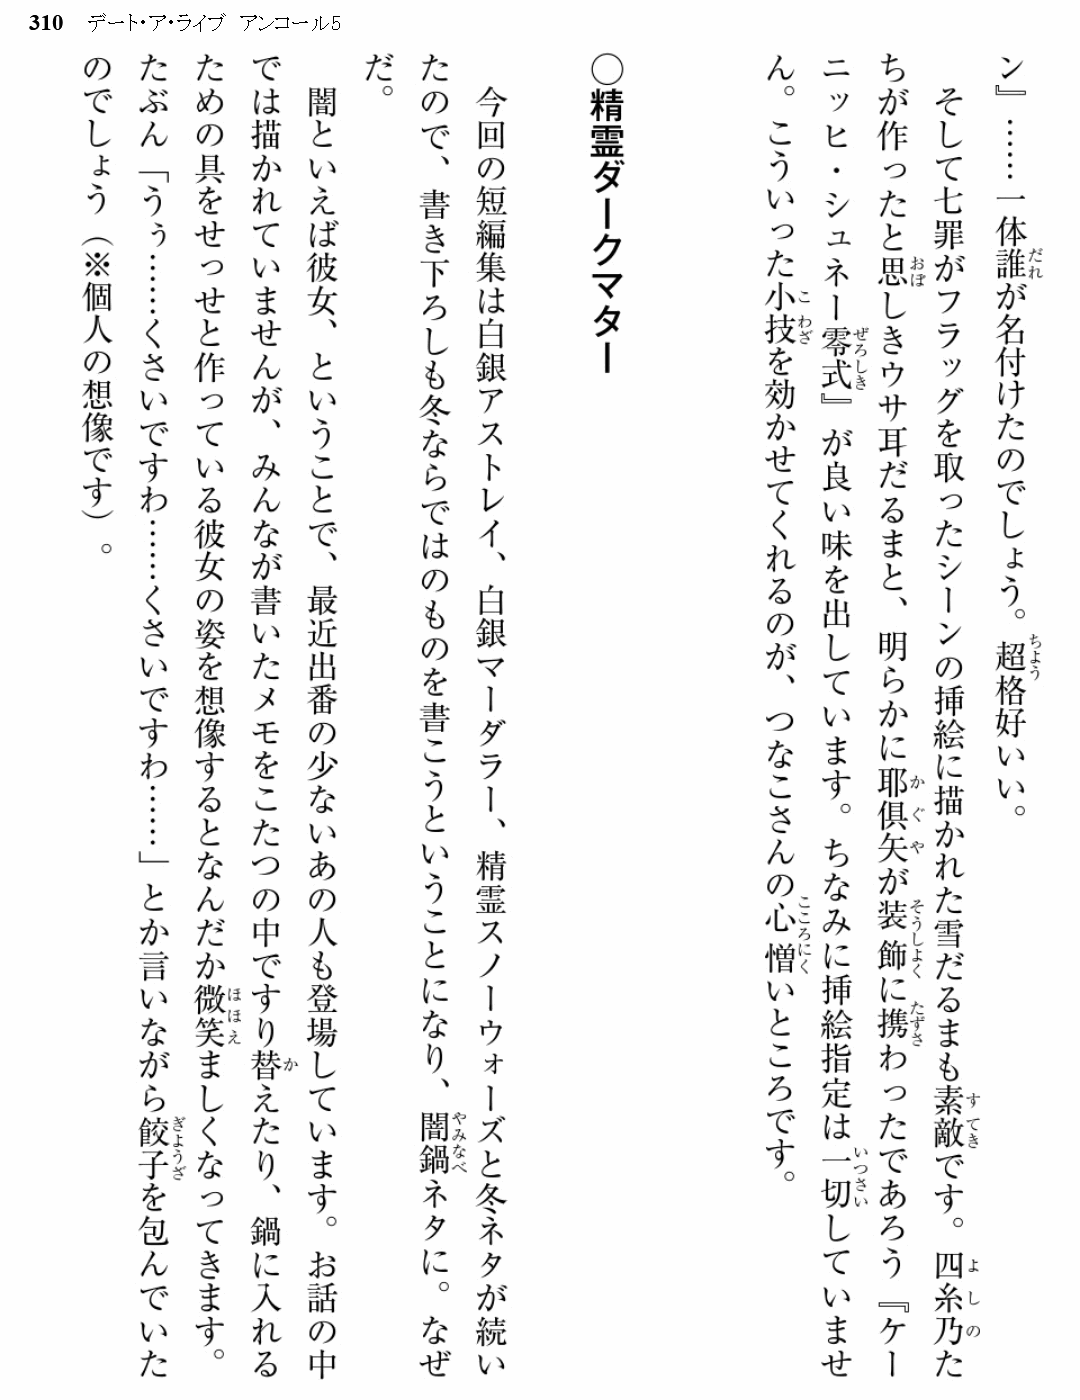 310 デート・ア・ライブ アンコール5
ン』……一体誰が名付けたのでしょう。超格好いい。
そして七罪がフラッグを取ったシーンの挿絵に描かれた雪だるまも素敵です。四糸乃た
ちが作ったと思しきウサ耳だるまと、明らかに耶倶矢が装飾に携わったであろう『ケー
ニッヒ・シュネー零式』が良い味を出しています。ちなみに挿絵指定は一切していませ
ん。こういった小技を効かせてくれるのが、つなこさんの心憎いところです。
○精霊ダークマター
今回の短編集は白銀アストレイ、白銀マーダラー、精霊スノーウォーズと冬ネタが続い
たので、書き下ろしも冬ならではのものを書こうということになり、闇鍋ネタに。なぜ
だ。
闇といえば彼女、ということで、最近出番の少ないあの人も登場しています。お話の中
では描かれていませんが、みんなが書いたメモをこたつの中ですり替えたり、鍋に入れる
ための具をせっせと作っている彼女の姿を想像するとなんだか微笑ましくなってきます。
たぶん「うぅ……くさいですわ……くさいですわ……」とか言いながら餃子を包んでいた
のでしょう（※個人の想像です）。